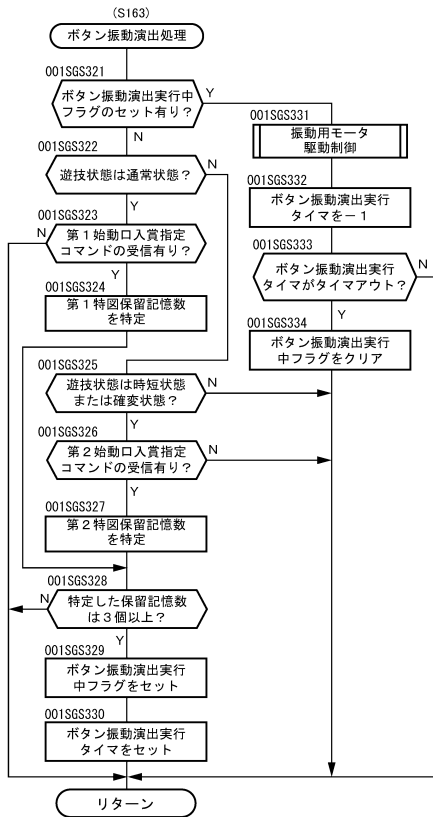 (S163)
ボタン振動演出処理
001SGS321
ボタン振動演出実行中
フラグのセット有り？
Y
N
001SGS331
振動用モータ
駆動制御
001SGS322
遊技状態は通常状態？
N
Y
001SGS332
ボタン振動演出実行
タイマを－１
001SGS323
N
第１始動口入賞指定
コマンドの受信有り？
Y
001SGS333
ボタン振動演出実行
タイマがタイムアウト？
N
Y
001SGS324
第１特図保留記憶数
を特定
001SGS334
ボタン振動演出実行
中フラグをクリア
001SGS325
遊技状態は時短状態
または確変状態？
N
Y
001SGS326
第２始動口入賞指定
コマンドの受信有り？
N
Y
001SGS327
第２特図保留記憶数
を特定
001SGS328
N
特定した保留記憶数
は３個以上？
Y
001SGS329
ボタン振動演出実行
中フラグをセット
001SGS330
ボタン振動演出実行
タイマをセット
リターン